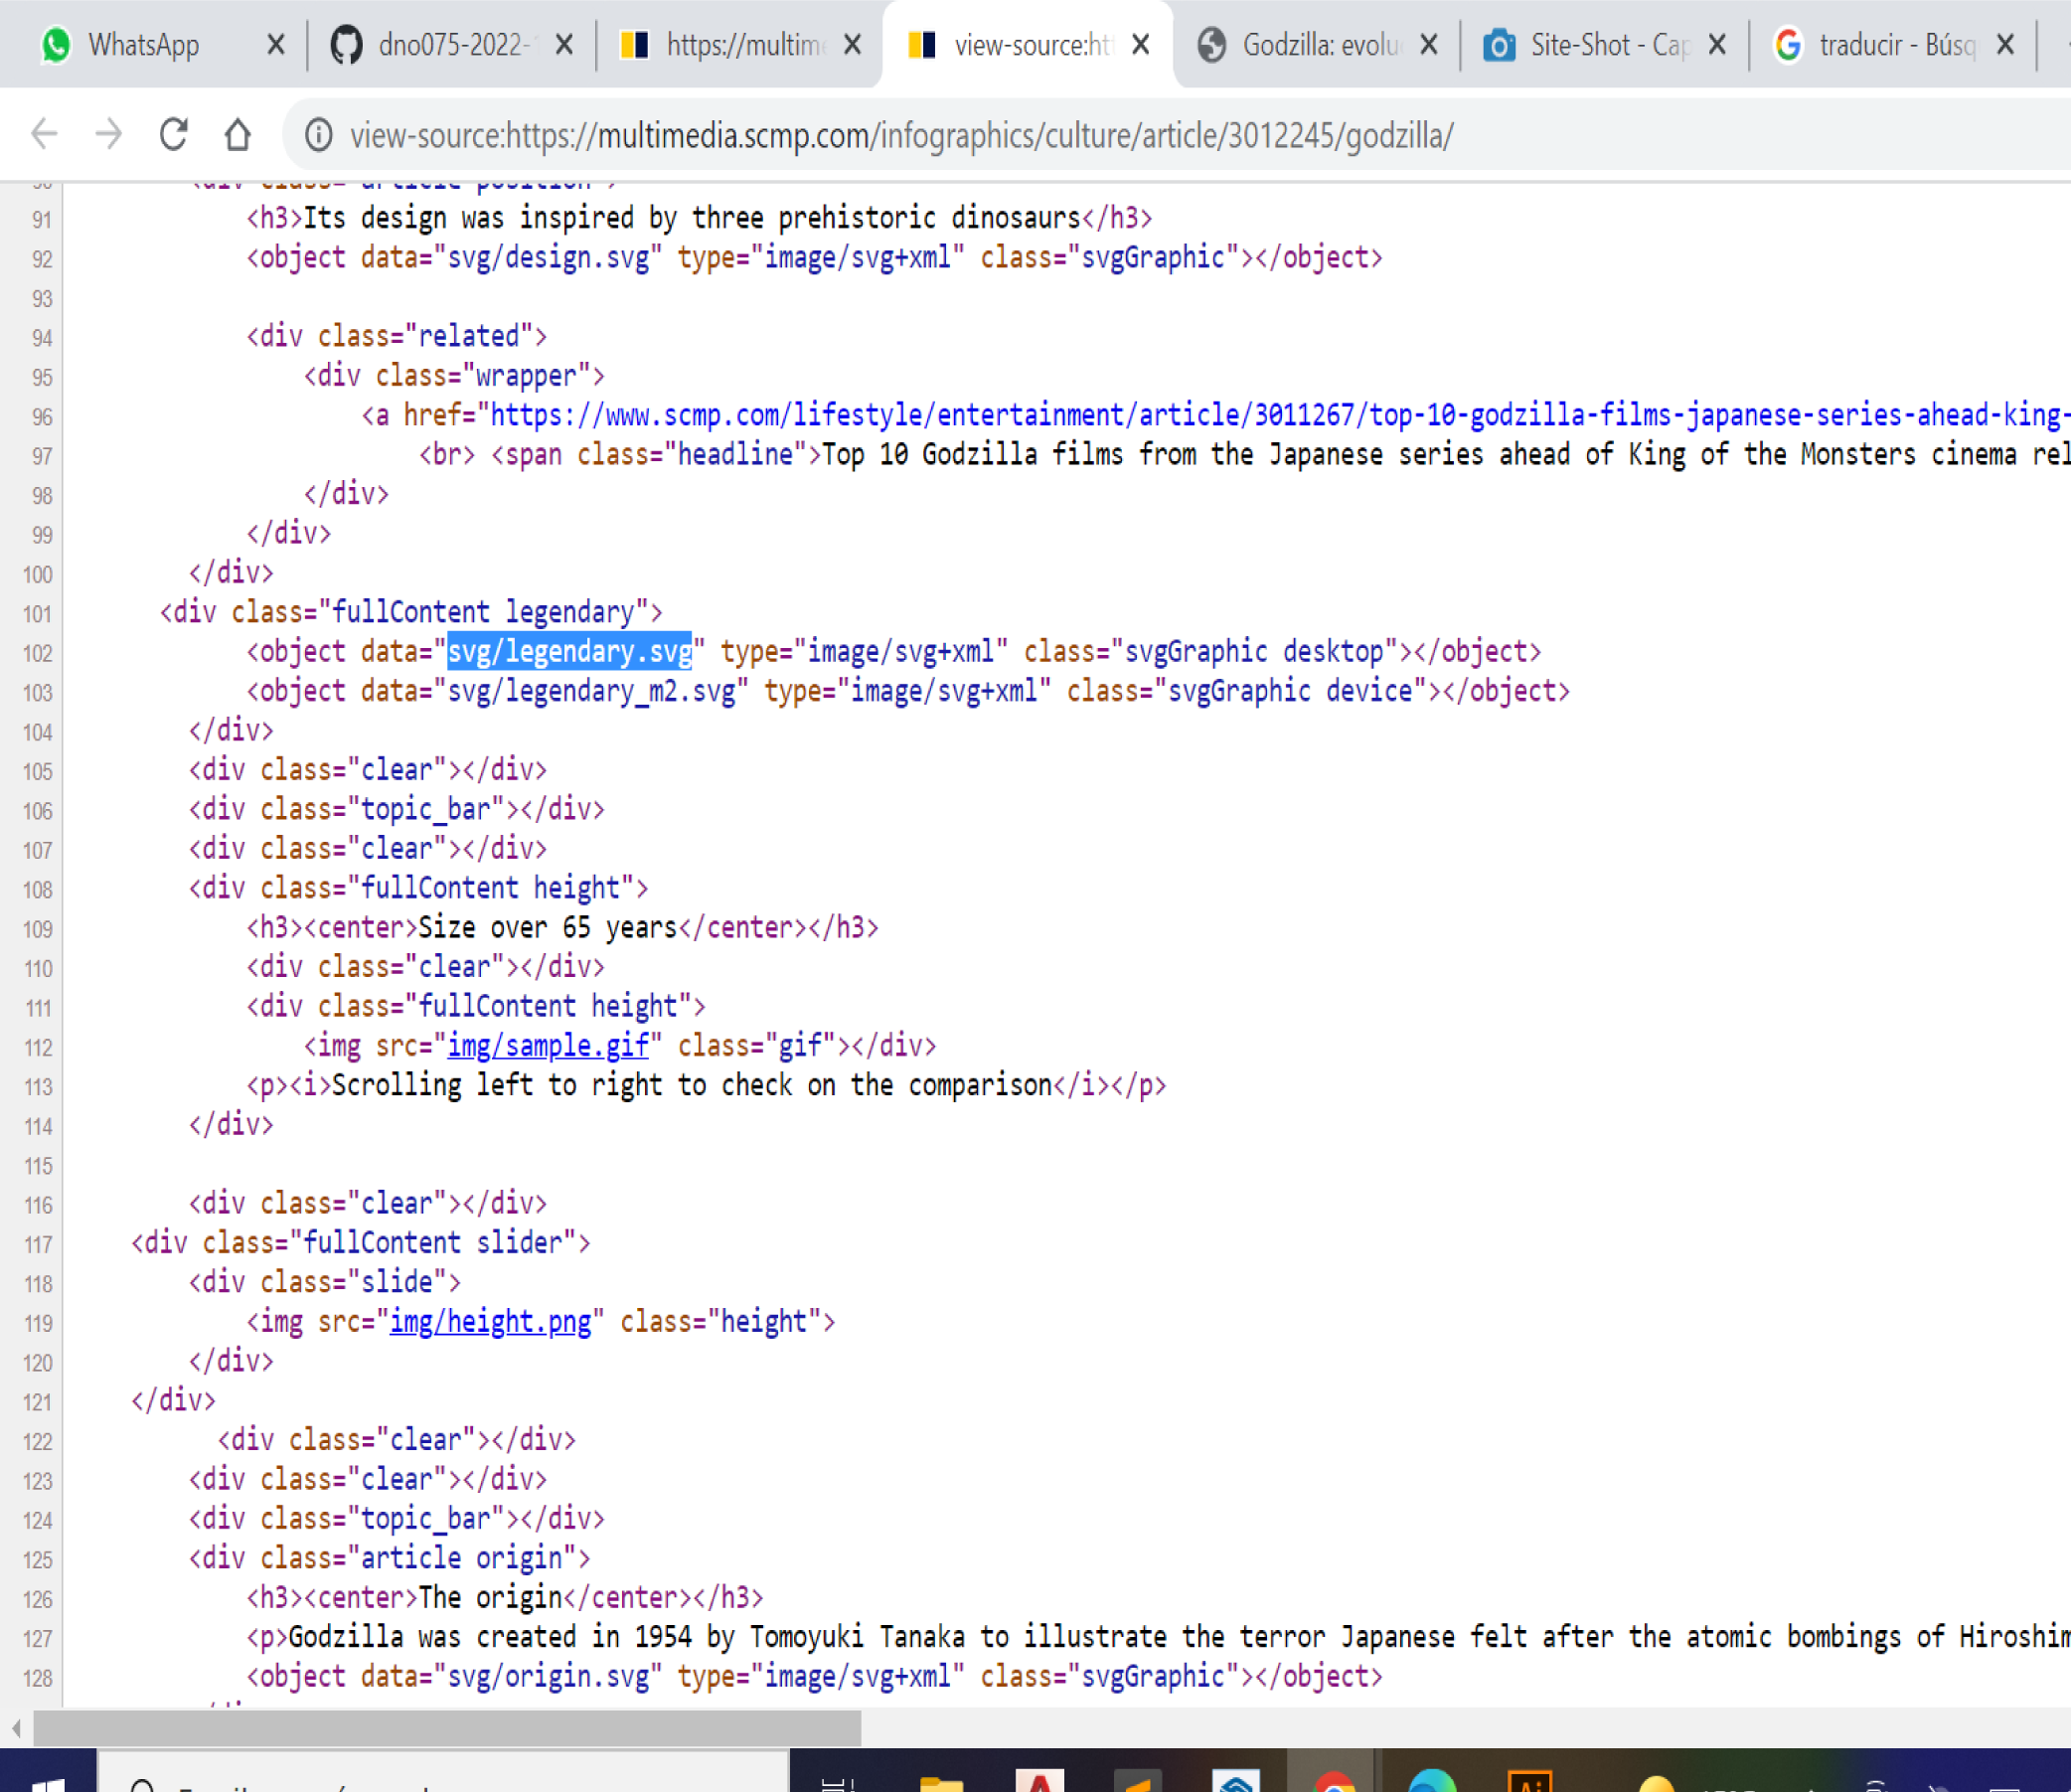 WhatsApp
dno075-2022-
https://multime
view-source:ht
Godzilla: evolu
Site-Shot - Cap
traducir - Búsq
view-source:https://multimedia.scmp.com/infographics/culture/article/3012245/godzilla/
91 <h3>Its design was inspired by three prehistoric dinosaurs</h3>
92 <object data="svg/design.svg" type="image/svg+xml" class="svgGraphic"></object>
93
94 <div class="related">
95 <div class="wrapper">
96 <a href="https://www.scmp.com/lifestyle/entertainment/article/3011267/top-10-godzilla-films-japanese-series-ahead-king-
97 <br> <span class="headline">Top 10 Godzilla films from the Japanese series ahead of King of the Monsters cinema rel
98 </div>
99 </div>
100 </div>
101 <div class="fullContent legendary">
102 <object data="svg/legendary.svg" type="image/svg+xml" class="svgGraphic desktop"></object>
103 <object data="svg/legendary_m2.svg" type="image/svg+xml" class="svgGraphic device"></object>
104 </div>
105 <div class="clear"></div>
106 <div class="topic_bar"></div>
107 <div class="clear"></div>
108 <div class="fullContent height">
109 <h3><center>Size over 65 years</center></h3>
110 <div class="clear"></div>
111 <div class="fullContent height">
112 <img src="img/sample.gif" class="gif"></div>
113 <p><i>Scrolling left to right to check on the comparison</i></p>
114 </div>
115
116 <div class="clear"></div>
117 <div class="fullContent slider">
118 <div class="slide">
119 <img src="img/height.png" class="height">
120 </div>
121 </div>
122 <div class="clear"></div>
123 <div class="clear"></div>
124 <div class="topic_bar"></div>
125 <div class="article origin">
126 <h3><center>The origin</center></h3>
127 <p>Godzilla was created in 1954 by Tomoyuki Tanaka to illustrate the terror Japanese felt after the atomic bombings of Hiroshim
128 <object data="svg/origin.svg" type="image/svg+xml" class="svgGraphic"></object>